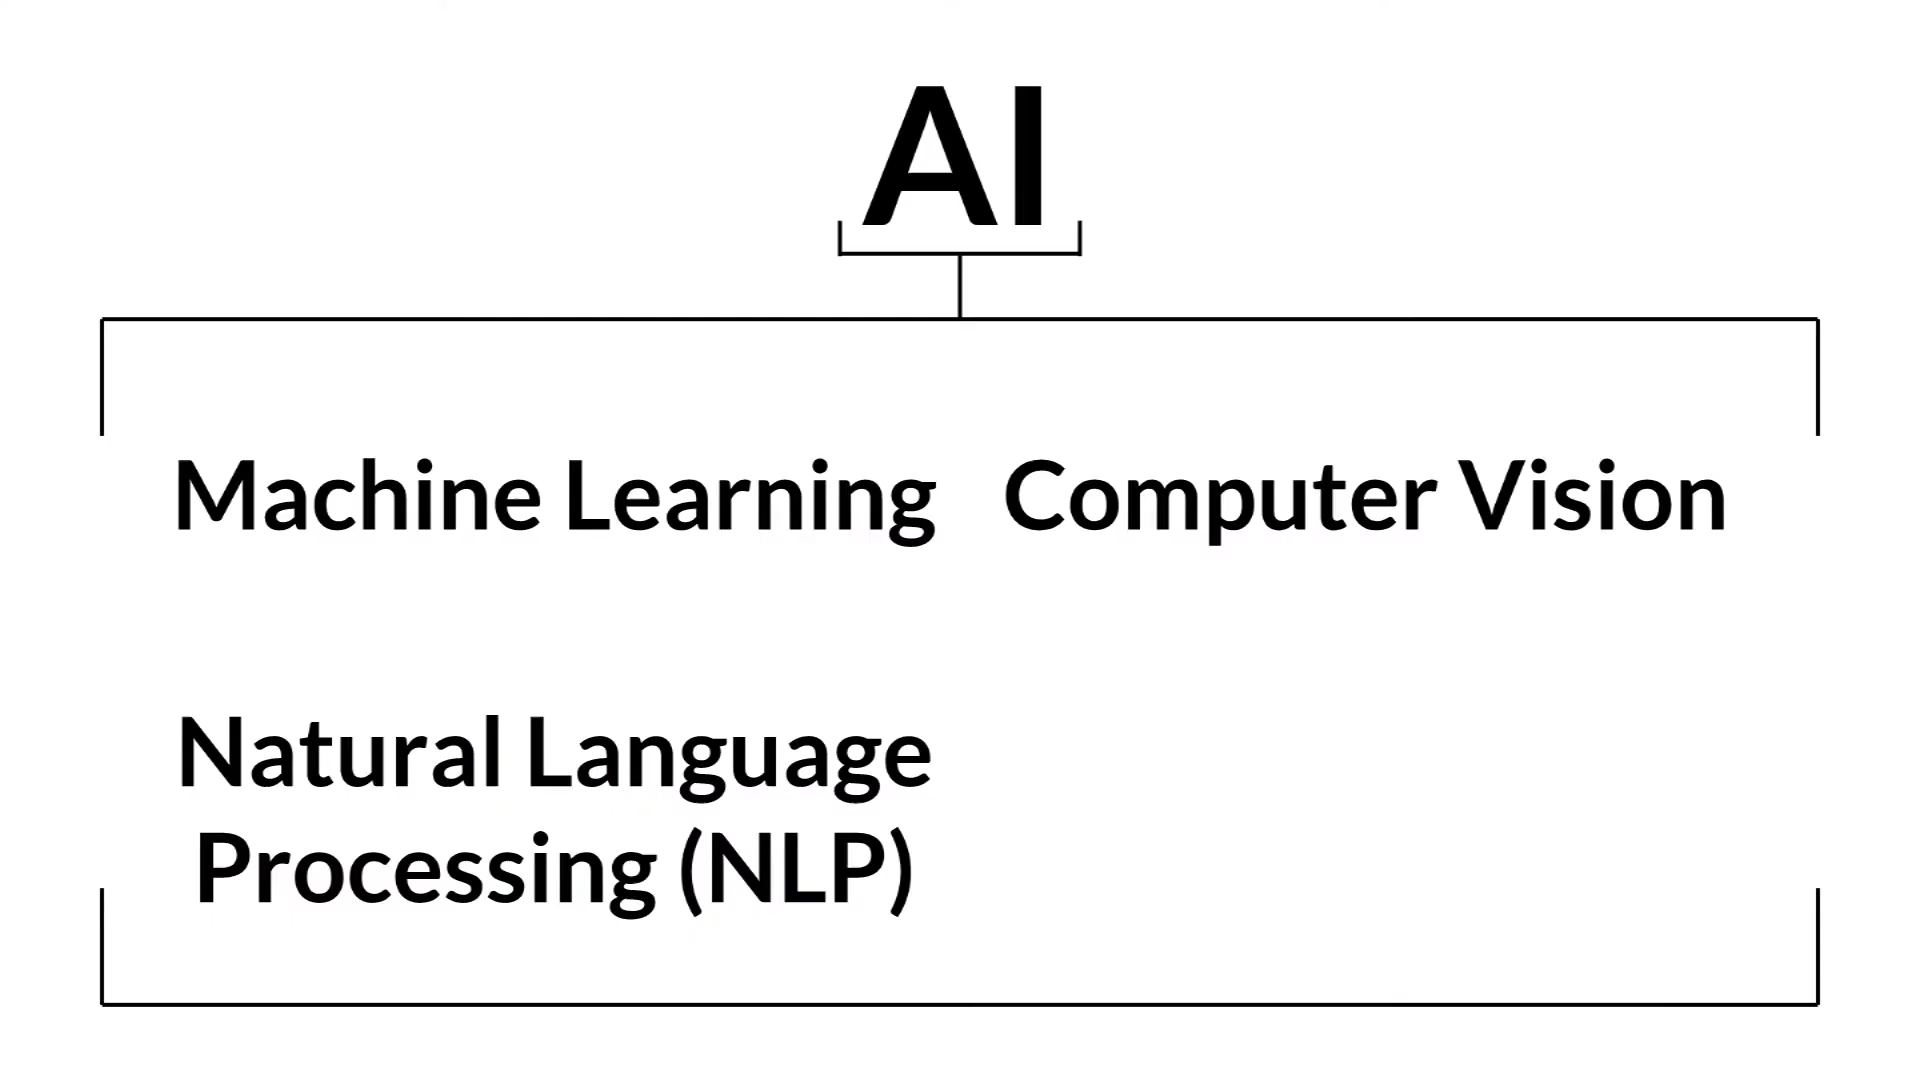 AI
Machine Learning
Computer Vision
Natural Language
Processing (NLP)